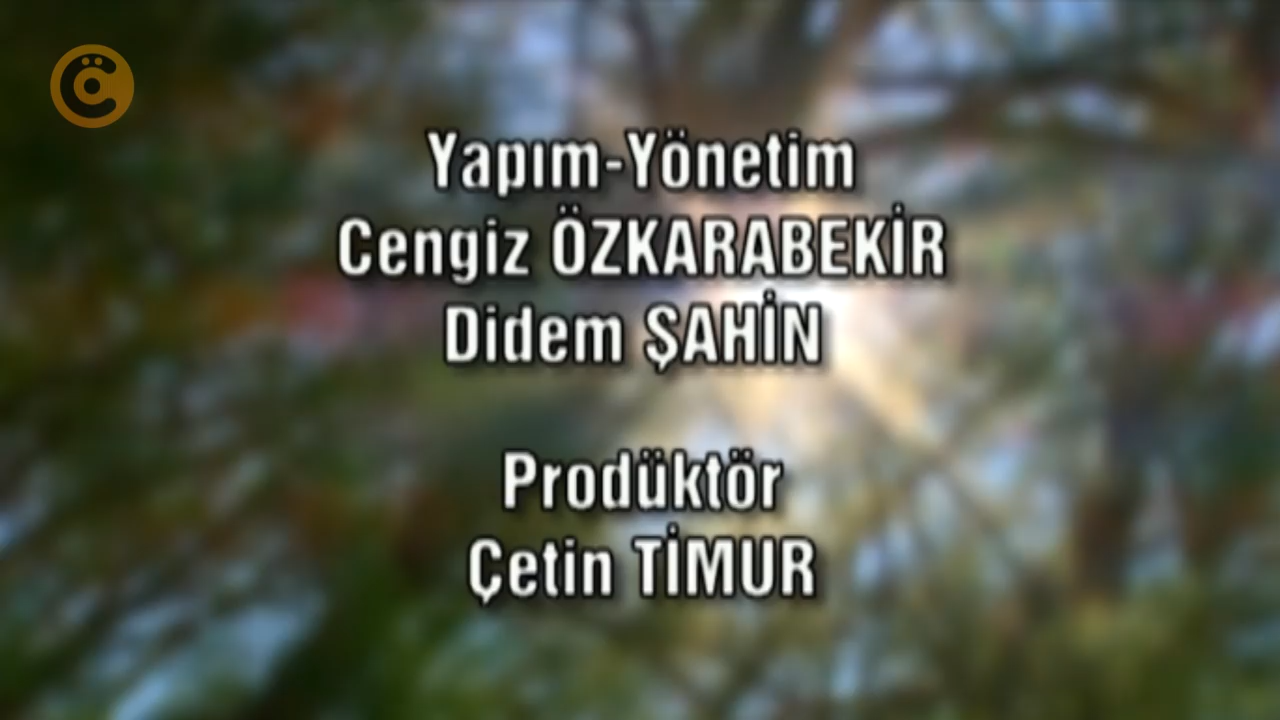 Yapım-Yönetim
Cengiz ÖZKARABEKİR
Didem ŞAHİN
Prodüktör
Çetin TİMUR